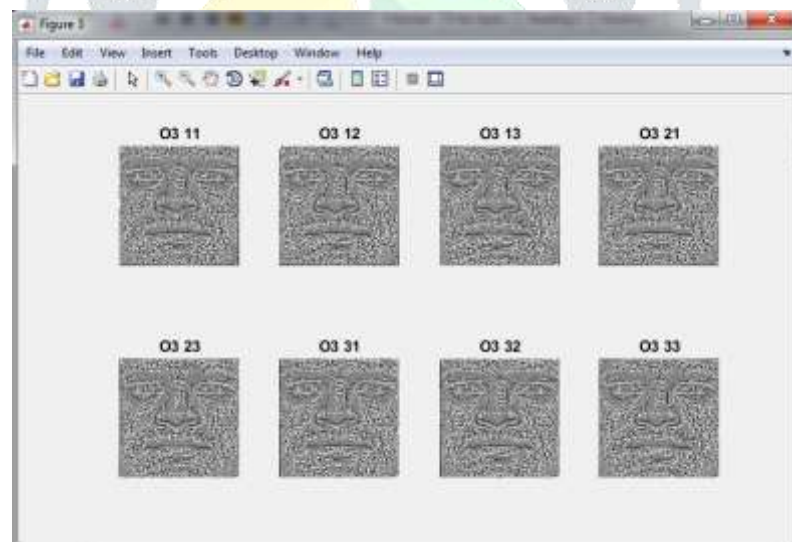 Figure 3
File Edit View Insert Tools Desktop Window Help
O3 11 O3 12 O3 13 O3 21
O3 23 O3 31 O3 32 O3 33